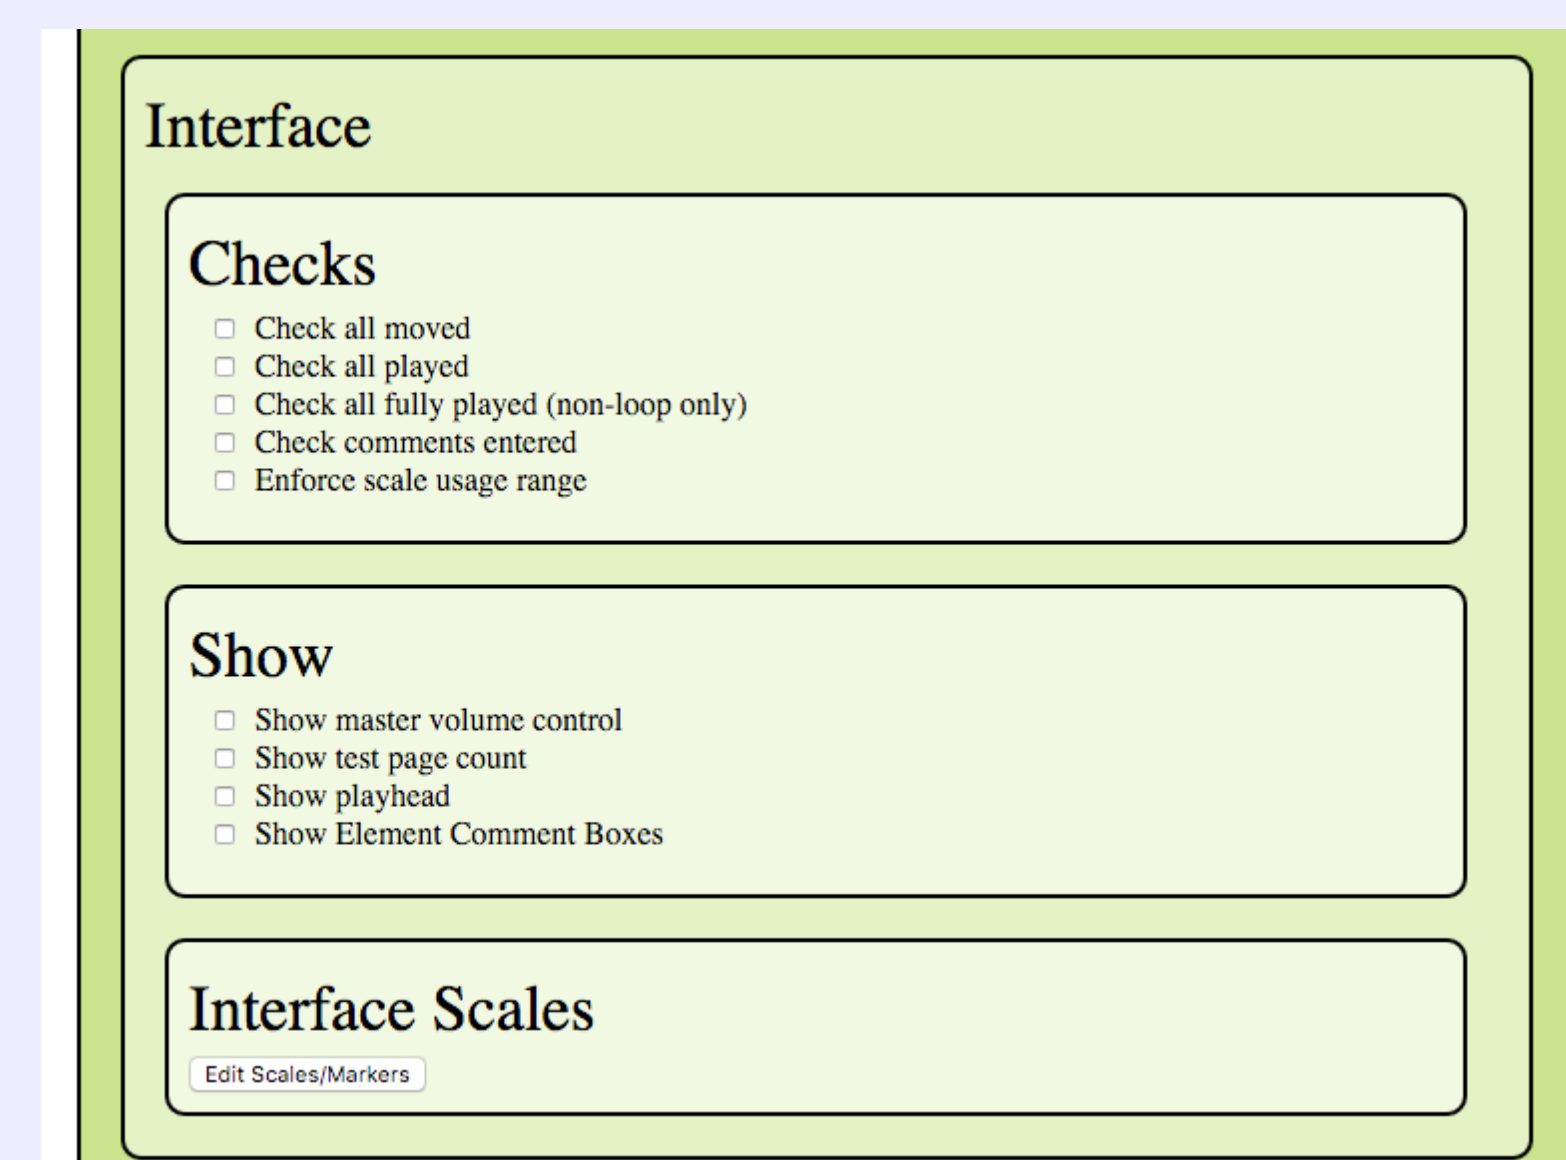 Interface
Checks
Check all moved
Check all played
Check all fully played (non-loop only)
Check comments entered
Enforce scale usage range
Show
Show master volume control
Show test page count
Show playhead
Show Element Comment Boxes
Interface Scales
Edit Scales/Markers